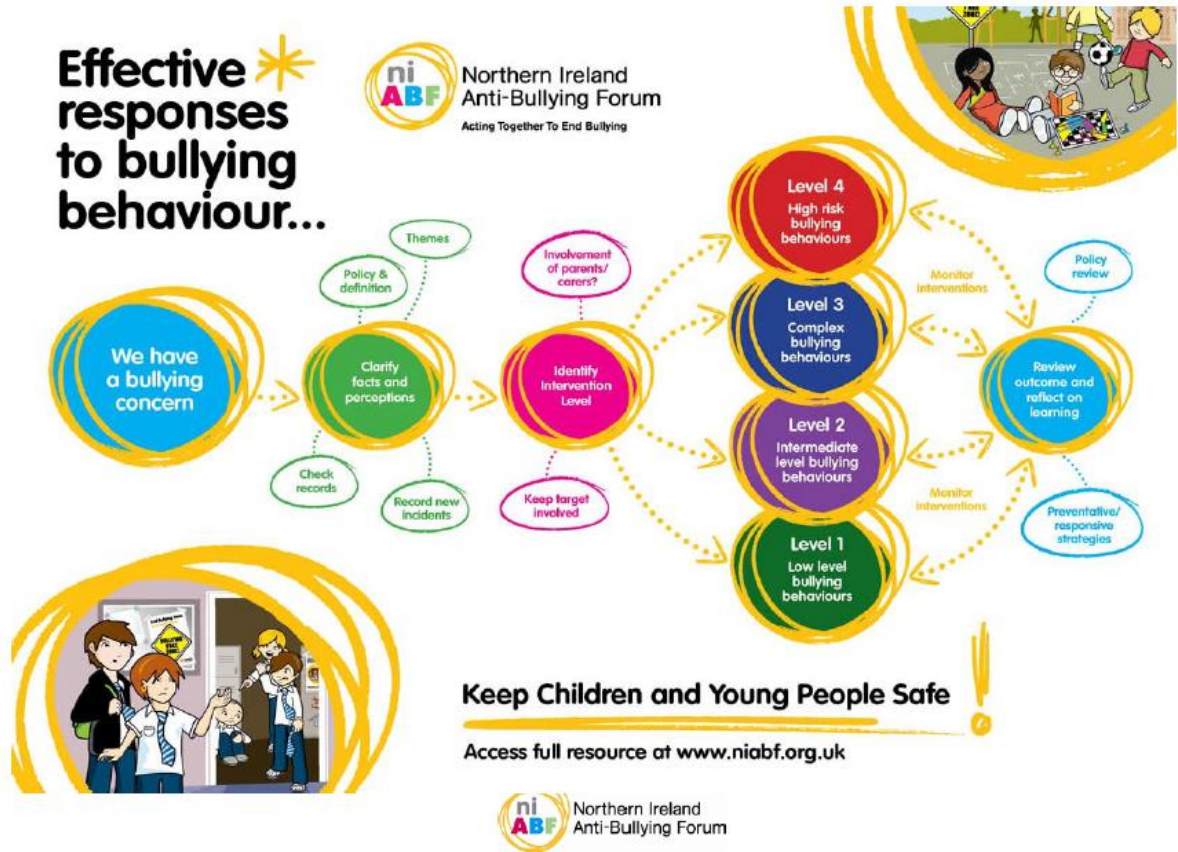 Effective
responses
to bullying
behaviour...
ni
ABF
Northern Ireland
Anti-Bullying Forum
Acting Together To End Bullying
We have
a bullying
concern
Themes
Policy &
definition
Clarify
facts and
perceptions
Check
records
Record new
incidents
Involvement
of parents/
carers?
Identify
Intervention
Level
Keep target
involved
Level 4
High risk
bullying
behaviours
Level 3
Complex
bullying
behaviours
Level 2
Intermediate
level bullying
behaviours
Level 1
Low level
bullying
behaviours
Monitor
interventions
Monitor
interventions
Policy
review
Review
outcome and
reflect on
learning
Preventative/
responsive
strategies
Keep Children and Young People Safe
Access full resource at www.niabf.org.uk
ni
ABF
Northern Ireland
Anti-Bullying Forum